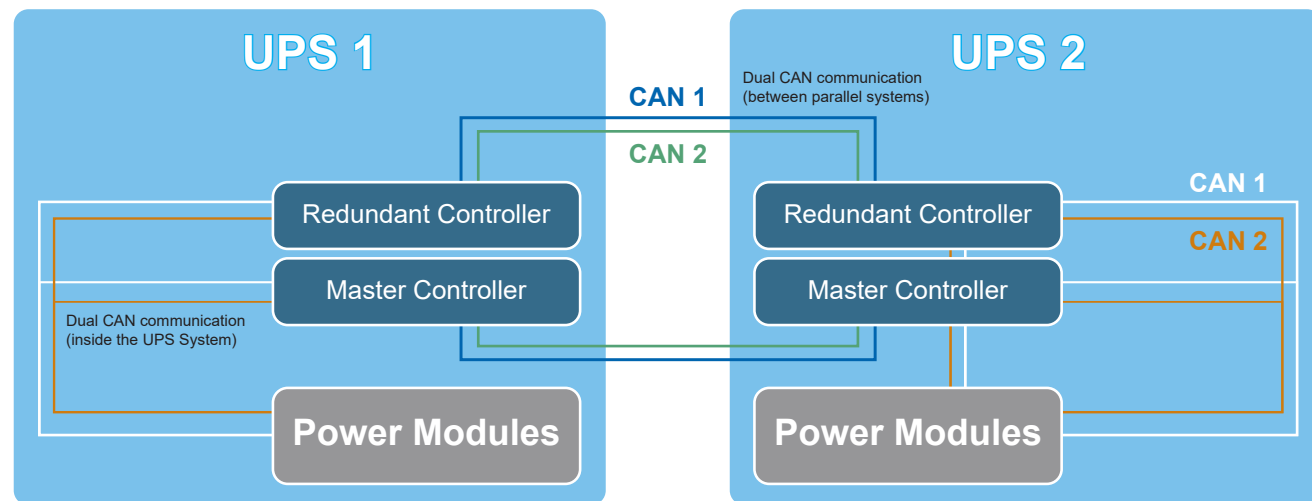 UPS 1
UPS 2
Dual CAN communication
(between parallel systems)
CAN 1
CAN 2
CAN 1
CAN 2
Redundant Controller
Redundant Controller
Master Controller
Master Controller
Dual CAN communication
(inside the UPS System)
Power Modules
Power Modules